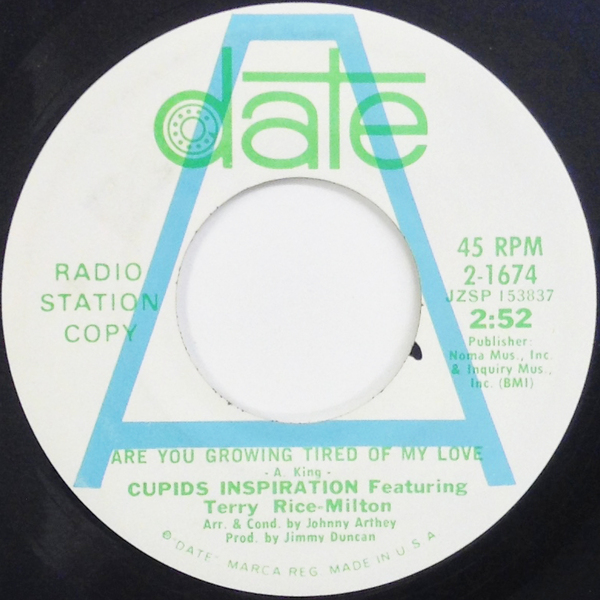 date
A
RADIO
STATION
COPY
45 RPM
2-1674
JZSP 153837
2:52
Publisher:
Noma Mus., Inc.
& Inquiry Mus.,
Inc. (BMI)
ARE YOU GROWING TIRED OF MY LOVE
- A. King -
CUPIDS INSPIRATION Featuring
Terry Rice-Milton
Arr. & Cond. by Johnny Arthey
Prod. by Jimmy Duncan
℗ "DATE" MARCA REG. MADE IN U.S.A